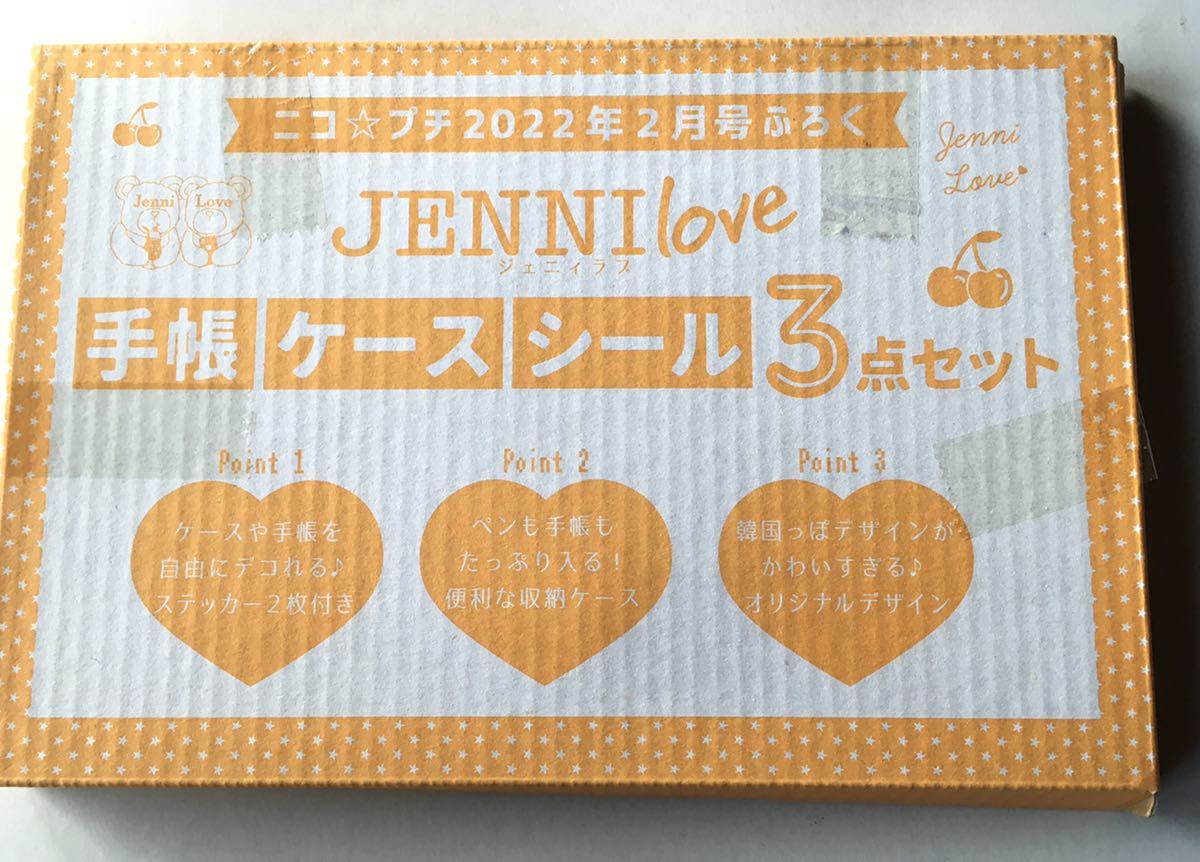 ニコ☆プチ2022年2月号ふろく
Jenni
Love
Jenni Love
JENNI love
ジェニィラブ
手帳 ケース シール 3点セット
Point 1
ケースや手帳を
自由にデコれる♪
ステッカー2枚付き
Point 2
ペンも手帳も
たっぷり入る!
便利な収納ケース
Point 3
韓国っぽデザインが
かわいすぎる♪
オリジナルデザイン